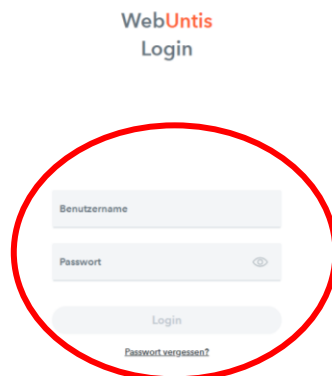 WebUntis
Login
Benutzername
Passwort
Login
Passwort vergessen?